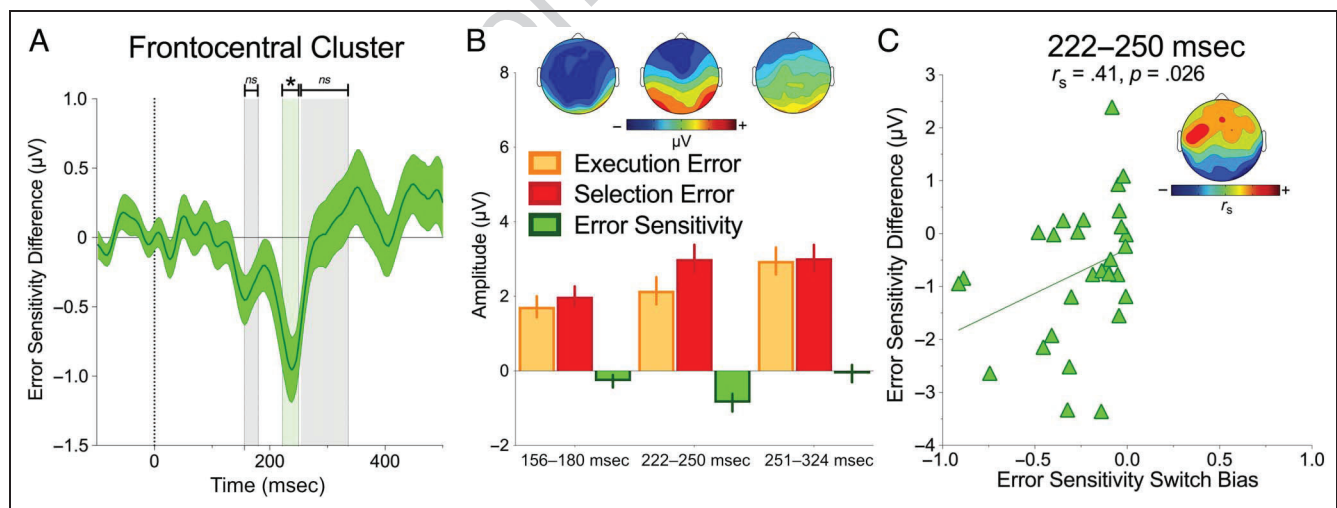 A
Frontocentral Cluster
ns
*
ns
Error Sensitivity Difference (μV)
1.0
0.5
0
−0.5
−1.0
−1.5
0
200
400
Time (msec)
B
−
+
μV
Execution Error
Selection Error
Error Sensitivity
Amplitude (μV)
8
6
4
2
0
−2
156–180 msec
222–250 msec
251–324 msec
C
222–250 msec
rs = .41, p = .026
−
+
rs
Error Sensitivity Difference (μV)
3
2
1
0
−1
−2
−3
−4
−1.0
−0.5
0.0
0.5
1.0
Error Sensitivity Switch Bias